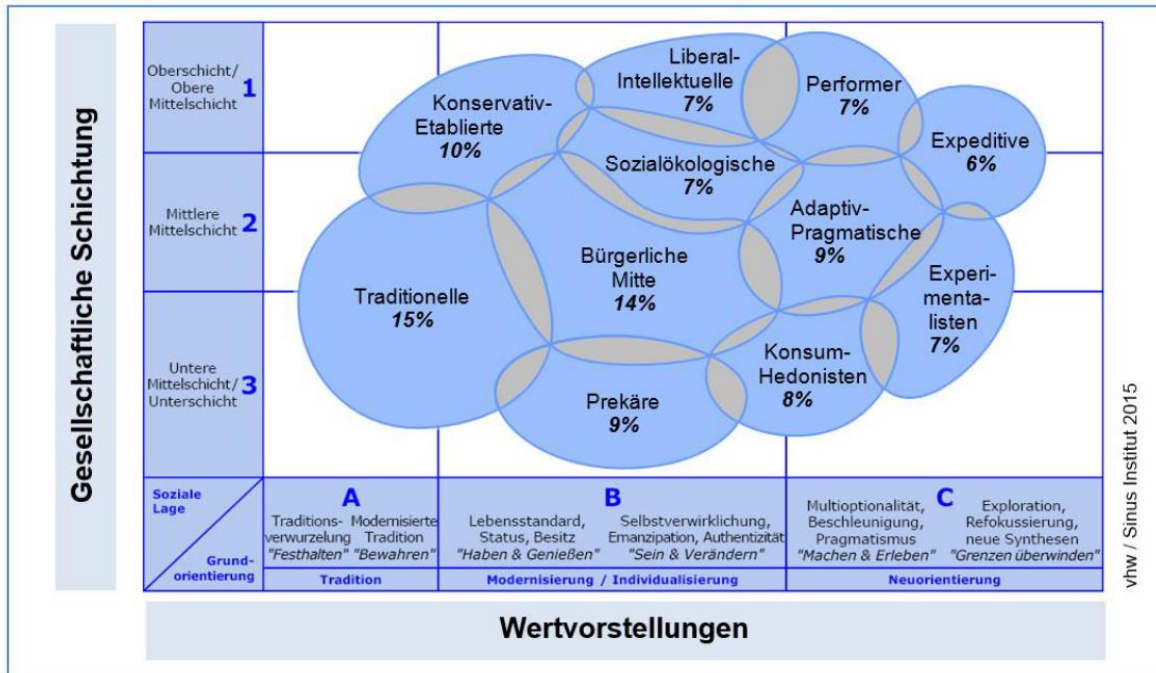 Gesellschaftliche Schichtung
Oberschicht/
Obere
Mittelschicht
1
Mittlere
Mittelschicht
2
Untere
Mittelschicht/
Unterschicht
3
Konservativ-
Etablierte
10%
Liberal-
Intellektuelle
7%
Performer
7%
Expeditive
6%
Sozialökologische
7%
Adaptiv-
Pragmatische
9%
Traditionelle
15%
Bürgerliche
Mitte
14%
Experi-
menta-
listen
7%
Konsum-
Hedonisten
8%
Prekäre
9%
Soziale
Lage
Grund-
orientierung
A
Traditions-
verwurzelung
"Festhalten"
Modernisierte
Tradition
"Bewahren"
Tradition
B
Lebensstandard,
Status, Besitz
"Haben & Genießen"
Selbstverwirklichung,
Emanzipation, Authentizität
"Sein & Verändern"
Modernisierung / Individualisierung
C
Multioptionalität,
Beschleunigung,
Pragmatismus
"Machen & Erleben"
Exploration,
Refokussierung,
neue Synthesen
"Grenzen überwinden"
Neuorientierung
Wertvorstellungen
vhw / Sinus Institut 2015